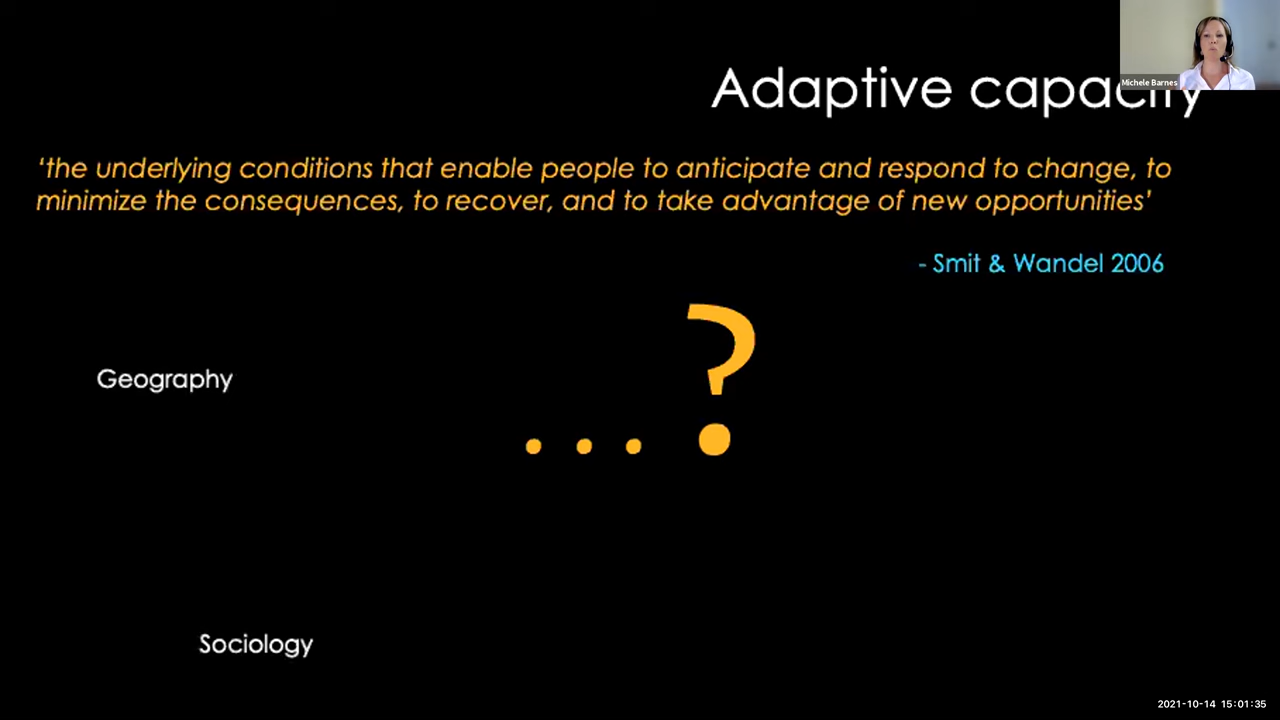 Adaptive capacity
Michele Barnes
‘the underlying conditions that enable people to anticipate and respond to change, to
minimize the consequences, to recover, and to take advantage of new opportunities’
- Smit & Wandel 2006
Geography
... ?
Sociology
2021-10-14 15:01:35